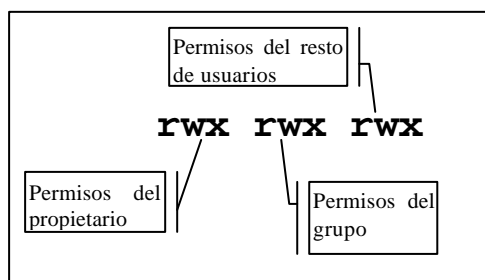 Permisos del resto
de usuarios
rwx rwx rwx
Permisos del
propietario
Permisos del
grupo